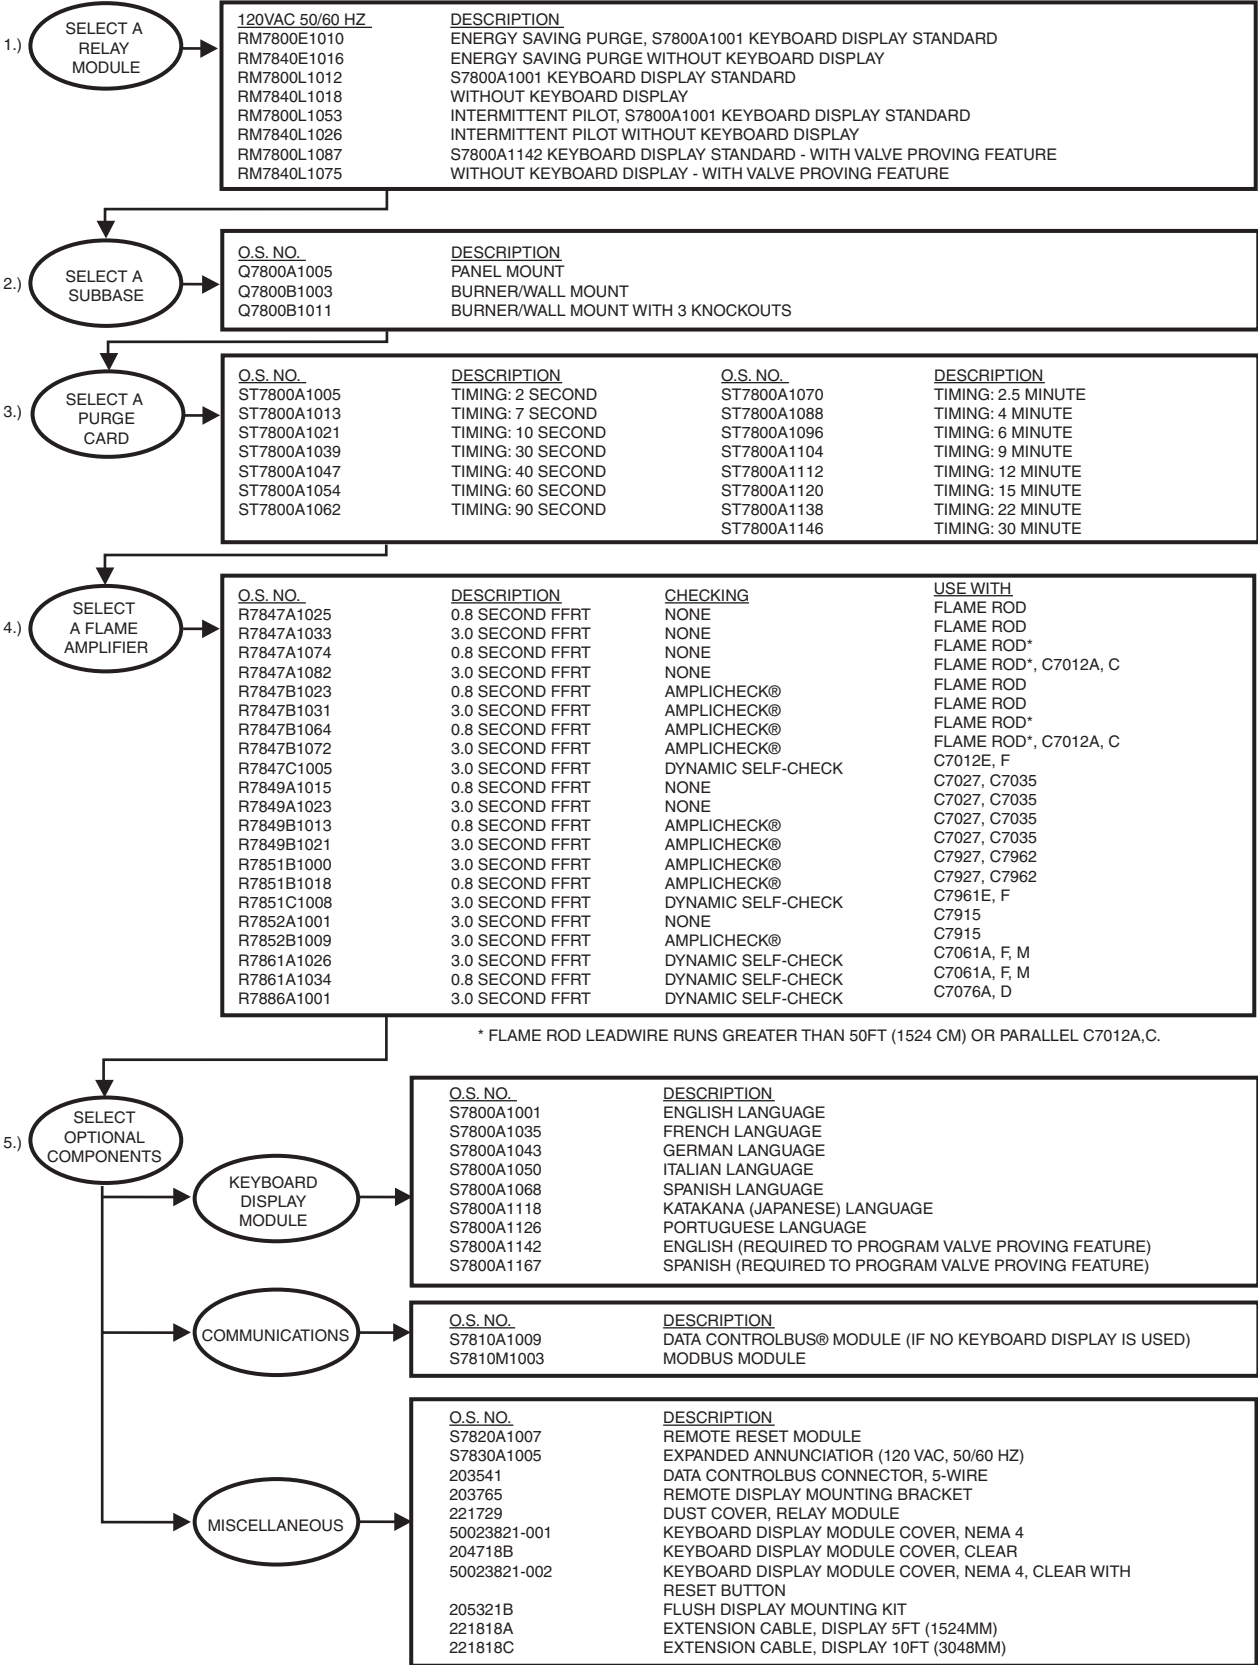 1.)
SELECT A
RELAY
MODULE
120VAC 50/60 HZ DESCRIPTION
RM7800E1010 ENERGY SAVING PURGE, S7800A1001 KEYBOARD DISPLAY STANDARD
RM7840E1016 ENERGY SAVING PURGE WITHOUT KEYBOARD DISPLAY
RM7800L1012 S7800A1001 KEYBOARD DISPLAY STANDARD
RM7840L1018 WITHOUT KEYBOARD DISPLAY
RM7800L1053 INTERMITTENT PILOT, S7800A1001 KEYBOARD DISPLAY STANDARD
RM7840L1026 INTERMITTENT PILOT WITHOUT KEYBOARD DISPLAY
RM7800L1087 S7800A1142 KEYBOARD DISPLAY STANDARD - WITH VALVE PROVING FEATURE
RM7840L1075 WITHOUT KEYBOARD DISPLAY - WITH VALVE PROVING FEATURE
2.)
SELECT A
SUBBASE
O.S. NO. DESCRIPTION
Q7800A1005 PANEL MOUNT
Q7800B1003 BURNER/WALL MOUNT
Q7800B1011 BURNER/WALL MOUNT WITH 3 KNOCKOUTS
3.)
SELECT A
PURGE
CARD
O.S. NO. DESCRIPTION O.S. NO. DESCRIPTION
ST7800A1005 TIMING: 2 SECOND ST7800A1070 TIMING: 2.5 MINUTE
ST7800A1013 TIMING: 7 SECOND ST7800A1088 TIMING: 4 MINUTE
ST7800A1021 TIMING: 10 SECOND ST7800A1096 TIMING: 6 MINUTE
ST7800A1039 TIMING: 30 SECOND ST7800A1104 TIMING: 9 MINUTE
ST7800A1047 TIMING: 40 SECOND ST7800A1112 TIMING: 12 MINUTE
ST7800A1054 TIMING: 60 SECOND ST7800A1120 TIMING: 15 MINUTE
ST7800A1062 TIMING: 90 SECOND ST7800A1138 TIMING: 22 MINUTE
ST7800A1146 TIMING: 30 MINUTE
4.)
SELECT
A FLAME
AMPLIFIER
O.S. NO. DESCRIPTION CHECKING USE WITH
R7847A1025 0.8 SECOND FFRT NONE FLAME ROD
R7847A1033 3.0 SECOND FFRT NONE FLAME ROD
R7847A1074 0.8 SECOND FFRT NONE FLAME ROD*
R7847A1082 3.0 SECOND FFRT NONE FLAME ROD*, C7012A, C
R7847B1023 0.8 SECOND FFRT AMPLICHECK® FLAME ROD
R7847B1031 3.0 SECOND FFRT AMPLICHECK® FLAME ROD
R7847B1064 0.8 SECOND FFRT AMPLICHECK® FLAME ROD*
R7847B1072 3.0 SECOND FFRT AMPLICHECK® FLAME ROD*, C7012A, C
R7847C1005 3.0 SECOND FFRT DYNAMIC SELF-CHECK C7012E, F
R7849A1015 0.8 SECOND FFRT NONE C7027, C7035
R7849A1023 3.0 SECOND FFRT NONE C7027, C7035
R7849B1013 0.8 SECOND FFRT AMPLICHECK® C7027, C7035
R7849B1021 3.0 SECOND FFRT AMPLICHECK® C7027, C7035
R7851B1000 3.0 SECOND FFRT AMPLICHECK® C7927, C7962
R7851B1018 0.8 SECOND FFRT AMPLICHECK® C7927, C7962
R7851C1008 3.0 SECOND FFRT DYNAMIC SELF-CHECK C7961E, F
R7852A1001 3.0 SECOND FFRT NONE C7915
R7852B1009 3.0 SECOND FFRT AMPLICHECK® C7915
R7861A1026 3.0 SECOND FFRT DYNAMIC SELF-CHECK C7061A, F, M
R7861A1034 0.8 SECOND FFRT DYNAMIC SELF-CHECK C7061A, F, M
R7886A1001 3.0 SECOND FFRT DYNAMIC SELF-CHECK C7076A, D
* FLAME ROD LEADWIRE RUNS GREATER THAN 50FT (1524 CM) OR PARALLEL C7012A,C.
5.)
SELECT
OPTIONAL
COMPONENTS
KEYBOARD
DISPLAY
MODULE
O.S. NO. DESCRIPTION
S7800A1001 ENGLISH LANGUAGE
S7800A1035 FRENCH LANGUAGE
S7800A1043 GERMAN LANGUAGE
S7800A1050 ITALIAN LANGUAGE
S7800A1068 SPANISH LANGUAGE
S7800A1118 KATAKANA (JAPANESE) LANGUAGE
S7800A1126 PORTUGUESE LANGUAGE
S7800A1142 ENGLISH (REQUIRED TO PROGRAM VALVE PROVING FEATURE)
S7800A1167 SPANISH (REQUIRED TO PROGRAM VALVE PROVING FEATURE)
COMMUNICATIONS
O.S. NO. DESCRIPTION
S7810A1009 DATA CONTROLBUS® MODULE (IF NO KEYBOARD DISPLAY IS USED)
S7810M1003 MODBUS MODULE
MISCELLANEOUS
O.S. NO. DESCRIPTION
S7820A1007 REMOTE RESET MODULE
S7830A1005 EXPANDED ANNUNCIATIOR (120 VAC, 50/60 HZ)
203541 DATA CONTROLBUS CONNECTOR, 5-WIRE
203765 REMOTE DISPLAY MOUNTING BRACKET
221729 DUST COVER, RELAY MODULE
50023821-001 KEYBOARD DISPLAY MODULE COVER, NEMA 4
204718B KEYBOARD DISPLAY MODULE COVER, CLEAR
50023821-002 KEYBOARD DISPLAY MODULE COVER, NEMA 4, CLEAR WITH
RESET BUTTON
205321B FLUSH DISPLAY MOUNTING KIT
221818A EXTENSION CABLE, DISPLAY 5FT (1524MM)
221818C EXTENSION CABLE, DISPLAY 10FT (3048MM)